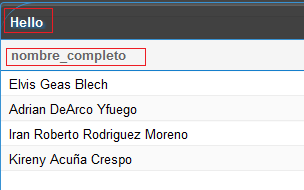 Hello
nombre_completo
Elvis Geas Blech
Adrian DeArco Yfuego
Iran Roberto Rodriguez Moreno
Kireny Acuña Crespo